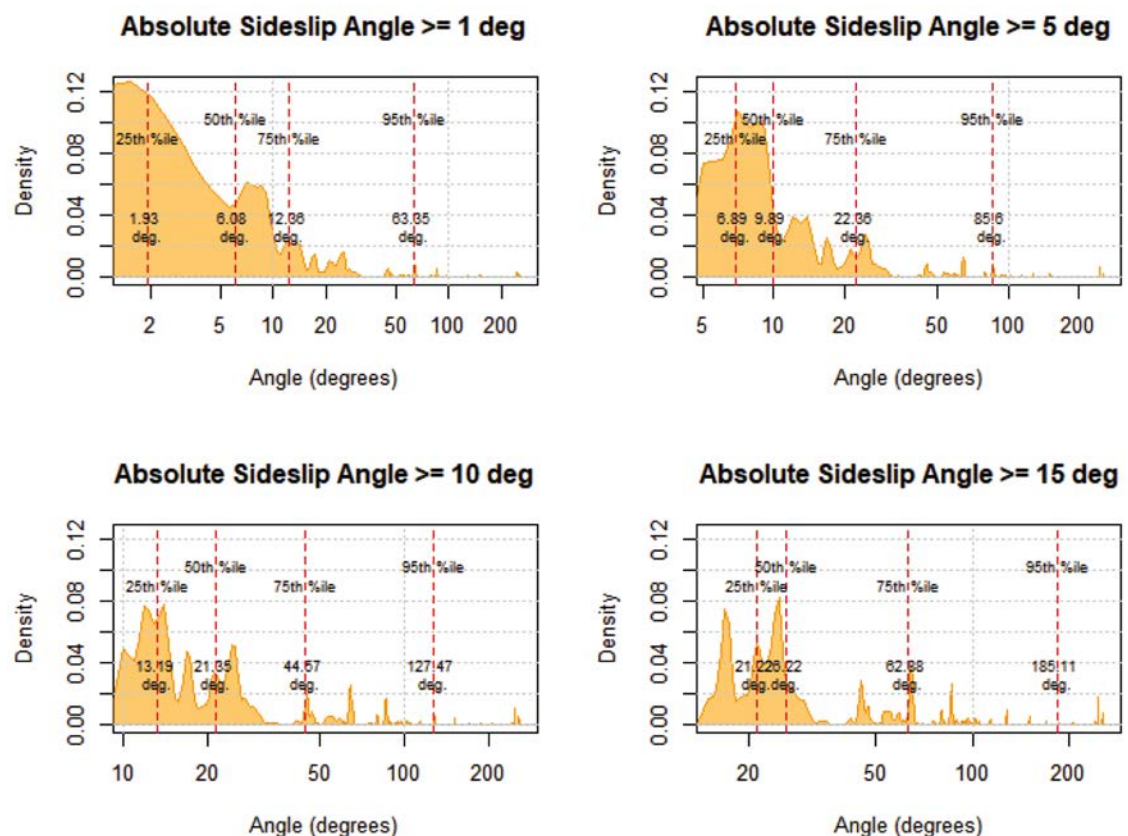 Absolute Sideslip Angle >= 1 deg
Density
0.00 0.04 0.08 0.12
50th %ile 95th %ile
25th %ile 75th %ile
1.93 6.08 12.36 63.35
deg. deg. deg. deg.
2 5 10 20 50 100 200
Angle (degrees)
Absolute Sideslip Angle >= 5 deg
Density
0.00 0.04 0.08 0.12
50th %ile 95th %ile
25th %ile 75th %ile
6.89 9.89 22.36 85.6
deg. deg. deg. deg.
5 10 20 50 100 200
Angle (degrees)
Absolute Sideslip Angle >= 10 deg
Density
0.00 0.04 0.08 0.12
50th %ile 95th %ile
25th %ile 75th %ile
13.19 21.35 44.57 127.47
deg. deg. deg. deg.
10 20 50 100 200
Angle (degrees)
Absolute Sideslip Angle >= 15 deg
Density
0.00 0.04 0.08 0.12
50th %ile 95th %ile
25th %ile 75th %ile
185.11
deg. deg. deg. deg.
20 50 100 200
Angle (degrees)